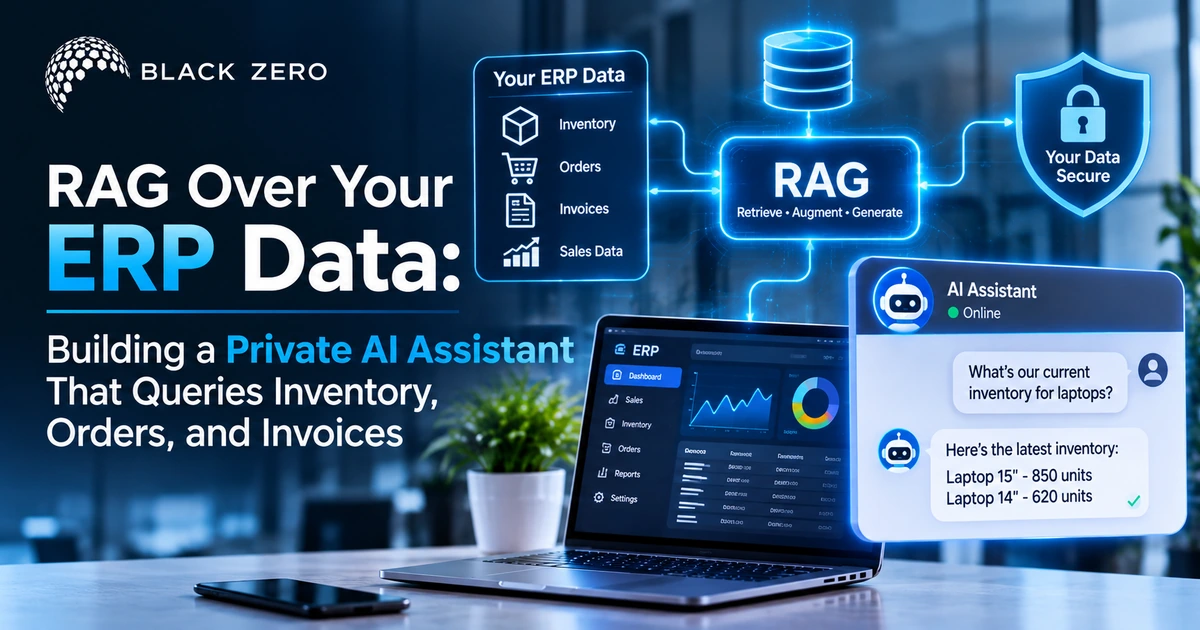 BLACK ZERO
RAG Over Your
ERP Data:
Building a Private AI Assistant
That Queries Inventory,
Orders, and Invoices
Your ERP Data
Inventory
Orders
Invoices
Sales Data
RAG
Retrieve • Augment • Generate
Your Data
Secure
ERP
Dashboard
Sales
Inventory
Orders
Reports
Settings
AI Assistant
Online
What's our current
inventory for laptops?
Here's the latest inventory:
Laptop 15" - 850 units
Laptop 14" - 620 units